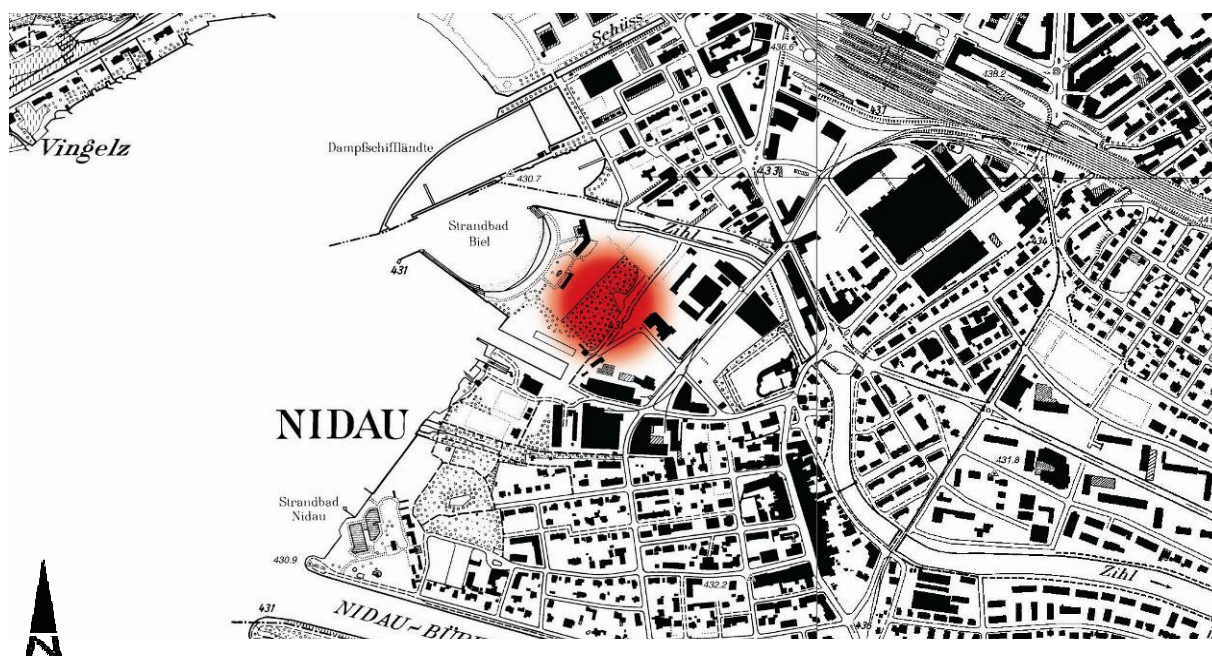 Schüss
436.6
438.2
431
Vingelz
Dampfschiffländte
430.7
433
Strandbad
Biel
Zihl
434
431
NIDAU
431.8
Strandbad
Nidau
430.9
432.2
Zihl
431
NIDAU-BÜR
N